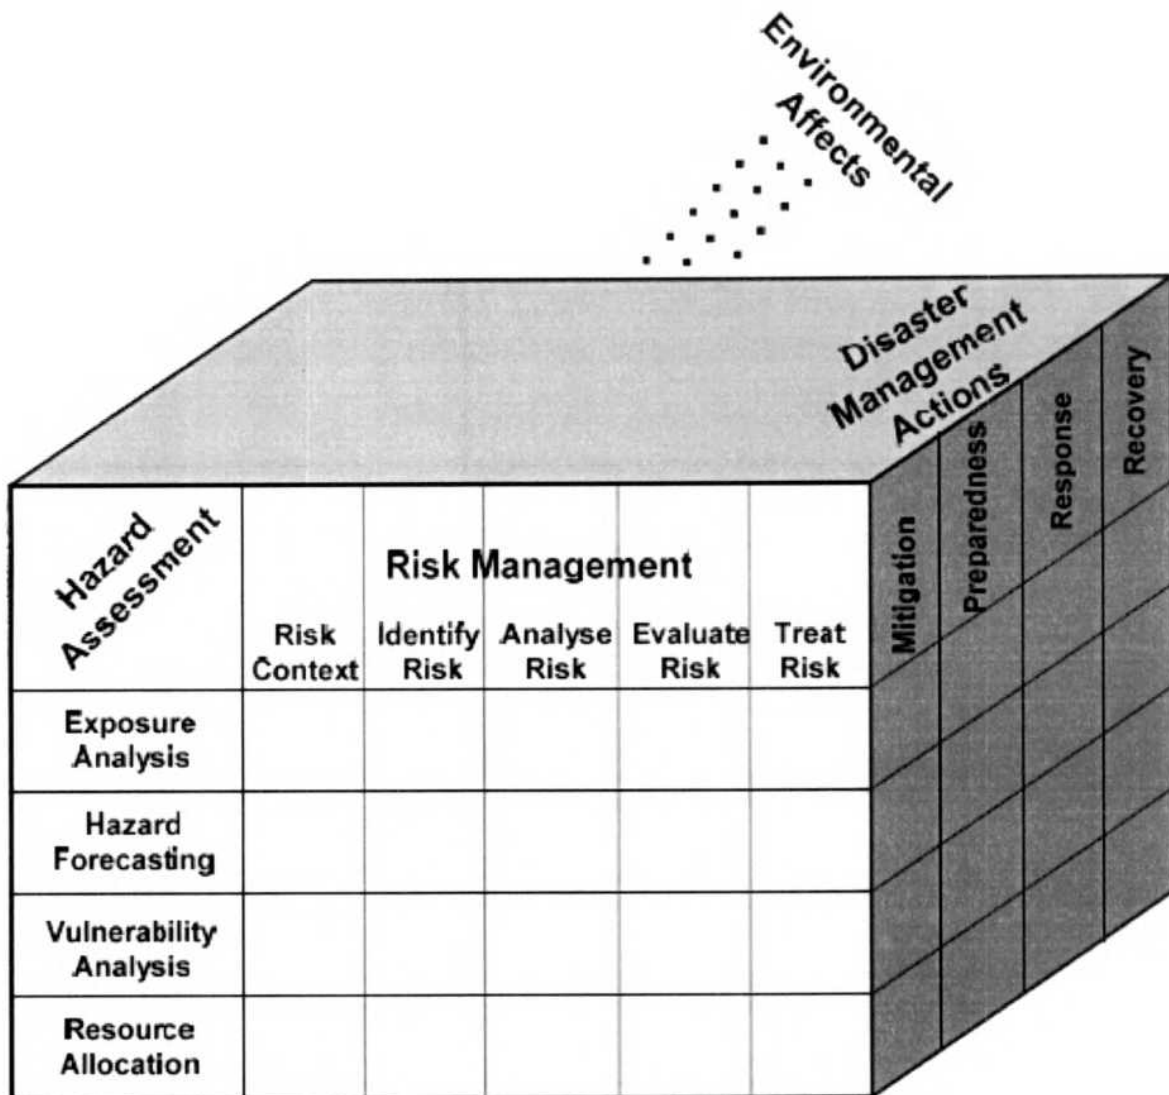 Environmental
Affects
Disaster
Management
Actions
Mitigation
Preparedness
Response
Recovery
Hazard
Assessment
Risk Management
Risk
Context
Identify
Risk
Analyse
Risk
Evaluate
Risk
Treat
Risk
Exposure
Analysis
Hazard
Forecasting
Vulnerability
Analysis
Resource
Allocation